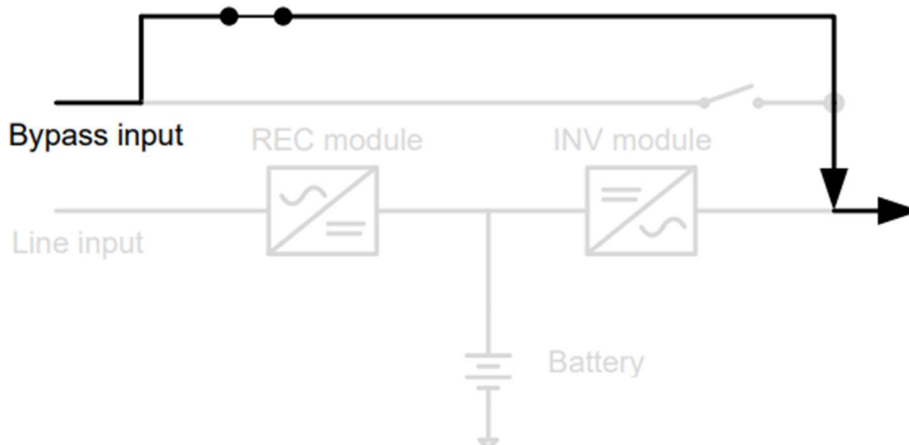 Bypass input
REC module
INV module
Line input
Battery